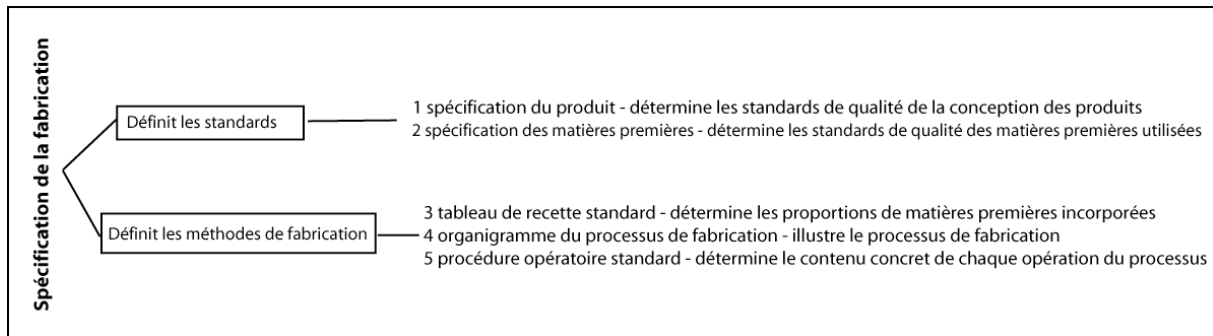 Spécification de la fabrication
Définit les standards
1 spécification du produit - détermine les standards de qualité de la conception des produits
2 spécification des matières premières - détermine les standards de qualité des matières premières utilisées
Définit les méthodes de fabrication
3 tableau de recette standard - détermine les proportions de matières premières incorporées
4 organigramme du processus de fabrication - illustre le processus de fabrication
5 procédure opératoire standard - détermine le contenu concret de chaque opération du processus